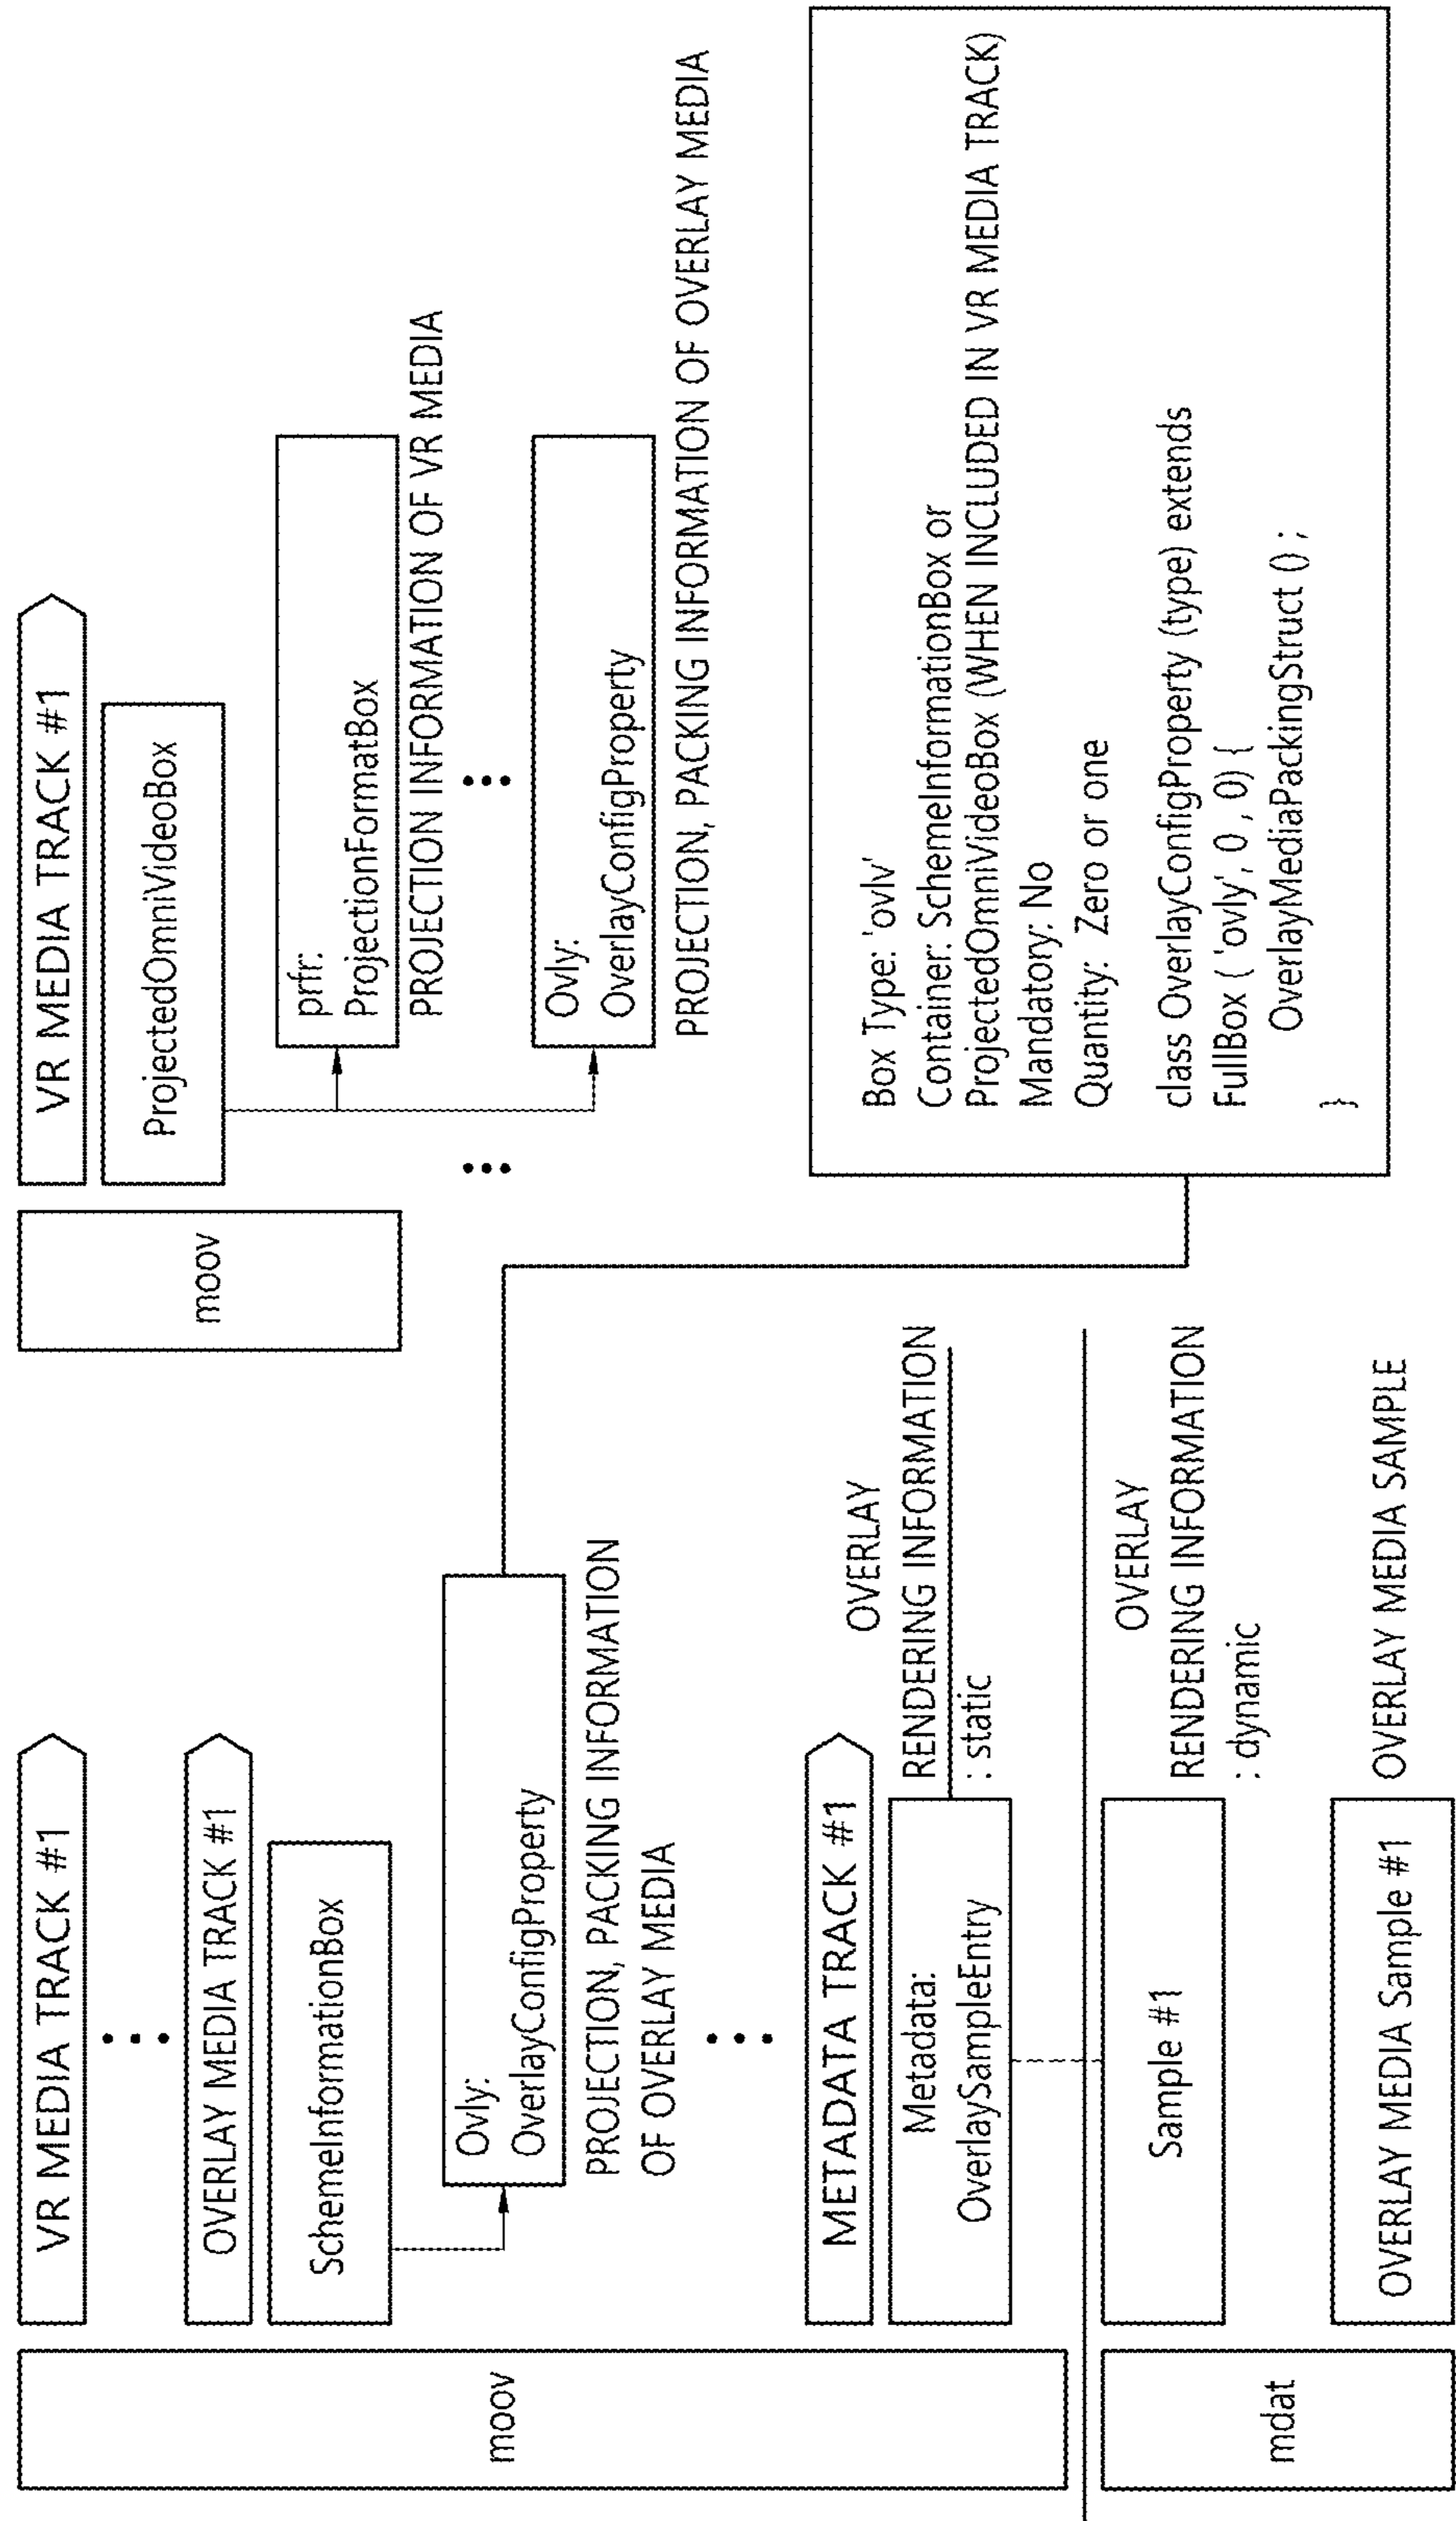 moov
VR MEDIA TRACK #1
OVERLAY MEDIA TRACK #1
SchemeInformationBox
Ovly:
OverlayConfigProperty
PROJECTION, PACKING INFORMATION
OF OVERLAY MEDIA
METADATA TRACK #1
Metadata:
OverlaySampleEntry
OVERLAY
RENDERING INFORMATION
: static
mdat
Sample #1
OVERLAY
RENDERING INFORMATION
: dynamic
OVERLAY MEDIA Sample #1
OVERLAY MEDIA SAMPLE
moov
VR MEDIA TRACK #1
ProjectedOmniVideoBox
prfr:
ProjectionFormatBox
PROJECTION INFORMATION OF VR MEDIA
Ovly:
OverlayConfigProperty
PROJECTION, PACKING INFORMATION OF OVERLAY MEDIA
Box Type: 'ovlv'
Container: SchemeInformationBox or
ProjectedOmniVideoBox (WHEN INCLUDED IN VR MEDIA TRACK)
Mandatory: No
Quantity: Zero or one
class OverlayConfigProperty (type) extends
FullBox ( 'ovly', 0 , 0) {
OverlayMediaPackingStruct () ;
}